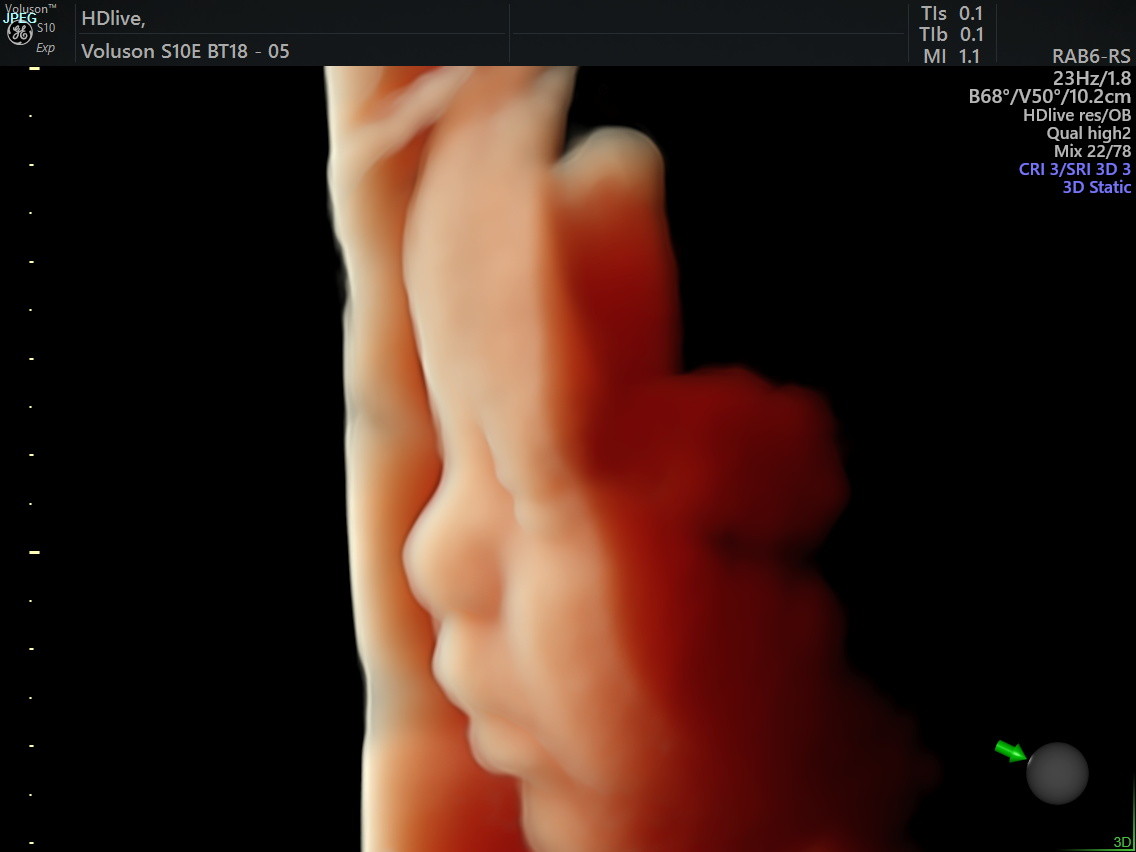 Voluson™
JPEG
S10
Exp
HDlive,
Voluson S10E BT18 - 05
TIs 0.1
TIb 0.1
MI 1.1
RAB6-RS
23Hz/1.8
B68°/V50°/10.2cm
HDlive res/OB
Qual high2
Mix 22/78
CRI 3/SRI 3D 3
3D Static
3D